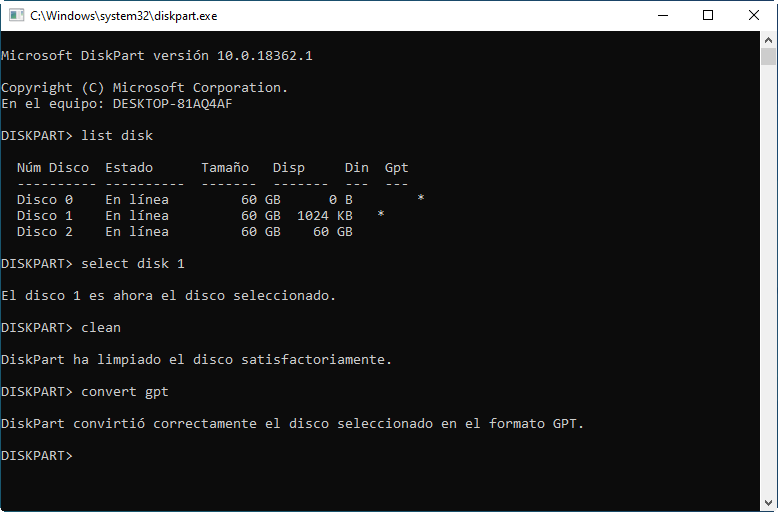 C:\Windows\system32\diskpart.exe
Microsoft DiskPart versión 10.0.18362.1
Copyright (C) Microsoft Corporation.
En el equipo: DESKTOP-81AQ4AF
DISKPART> list disk
  Núm Disco  Estado      Tamaño   Disp     Din  Gpt
  ---------- ----------  -------  -------  ---  ---
  Disco 0    En línea         60 GB      0 B        *
  Disco 1    En línea         60 GB  1024 KB   *
  Disco 2    En línea         60 GB    60 GB
DISKPART> select disk 1
El disco 1 es ahora el disco seleccionado.
DISKPART> clean
DiskPart ha limpiado el disco satisfactoriamente.
DISKPART> convert gpt
DiskPart convirtió correctamente el disco seleccionado en el formato GPT.
DISKPART>